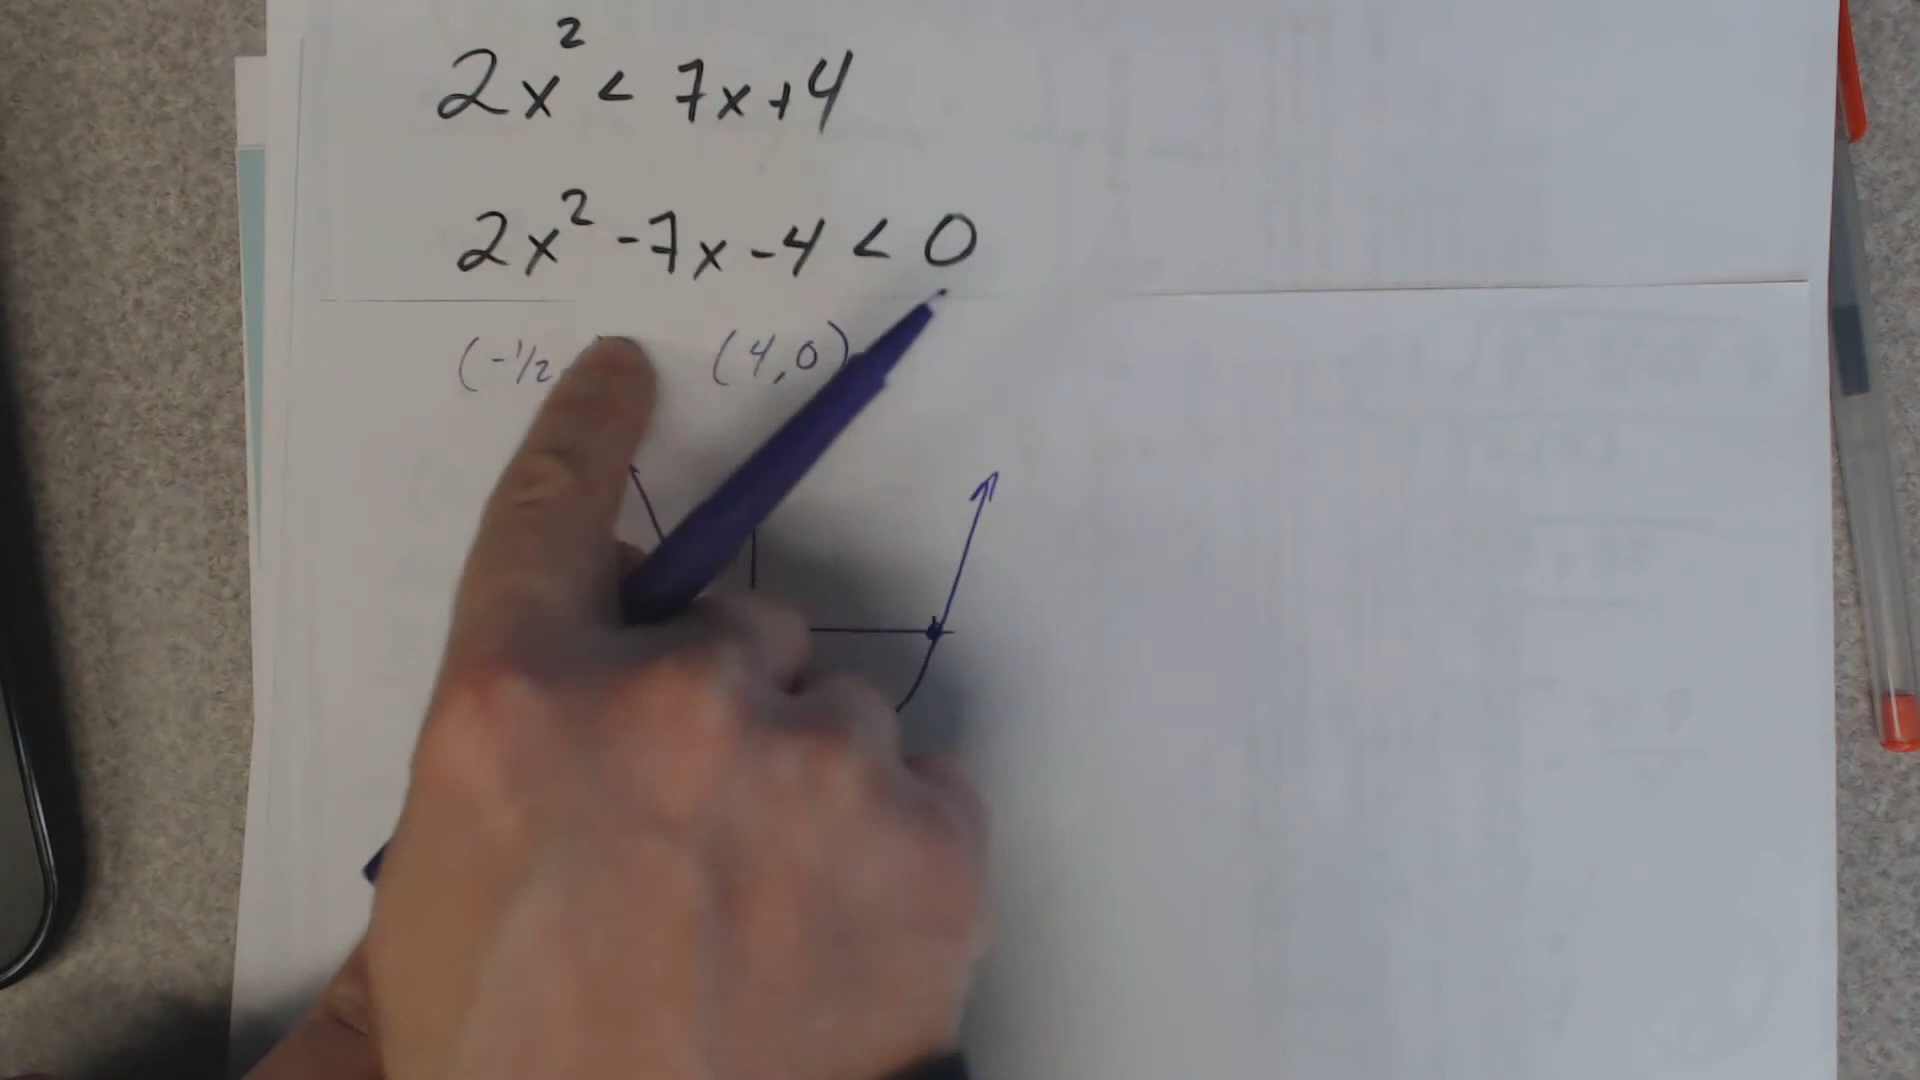 2x² < 7x+4
2x² -7x -4 < 0
(-1/2 (4,0)